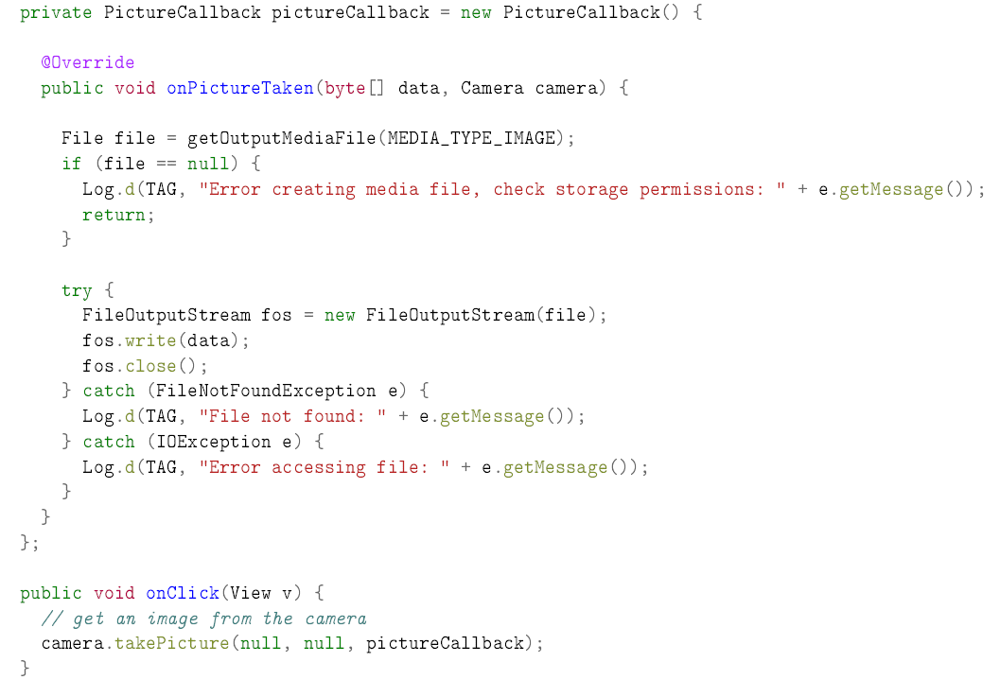 private PictureCallback pictureCallback = new PictureCallback() {
@Override
public void onPictureTaken(byte[] data, Camera camera) {
File file = getOutputMediaFile(MEDIA_TYPE_IMAGE);
if (file == null) {
Log.d(TAG, "Error creating media file, check storage permissions: " + e.getMessage());
return;
}
try {
FileOutputStream fos = new FileOutputStream(file);
fos.write(data);
fos.close();
} catch (FileNotFoundException e) {
Log.d(TAG, "File not found: " + e.getMessage());
} catch (IOException e) {
Log.d(TAG, "Error accessing file: " + e.getMessage());
}
}
};
public void onClick(View v) {
// get an image from the camera
camera.takePicture(null, null, pictureCallback);
}